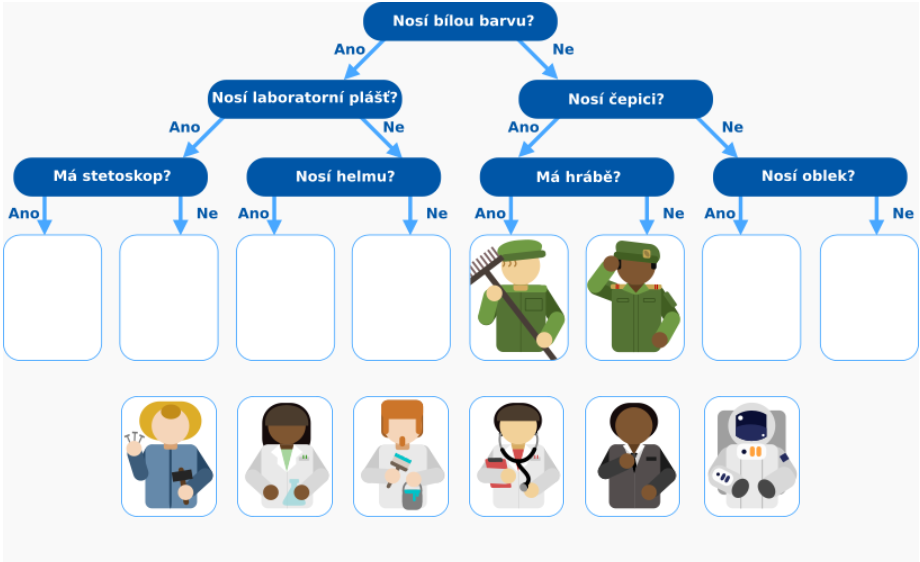 Nosí bílou barvu?
Ano
Ne
Nosí laboratorní plášť?
Nosí čepici?
Ano
Ne
Ano
Ne
Má stetoskop?
Nosí helmu?
Má hrábě?
Nosí oblek?
Ano
Ne
Ano
Ne
Ano
Ne
Ano
Ne